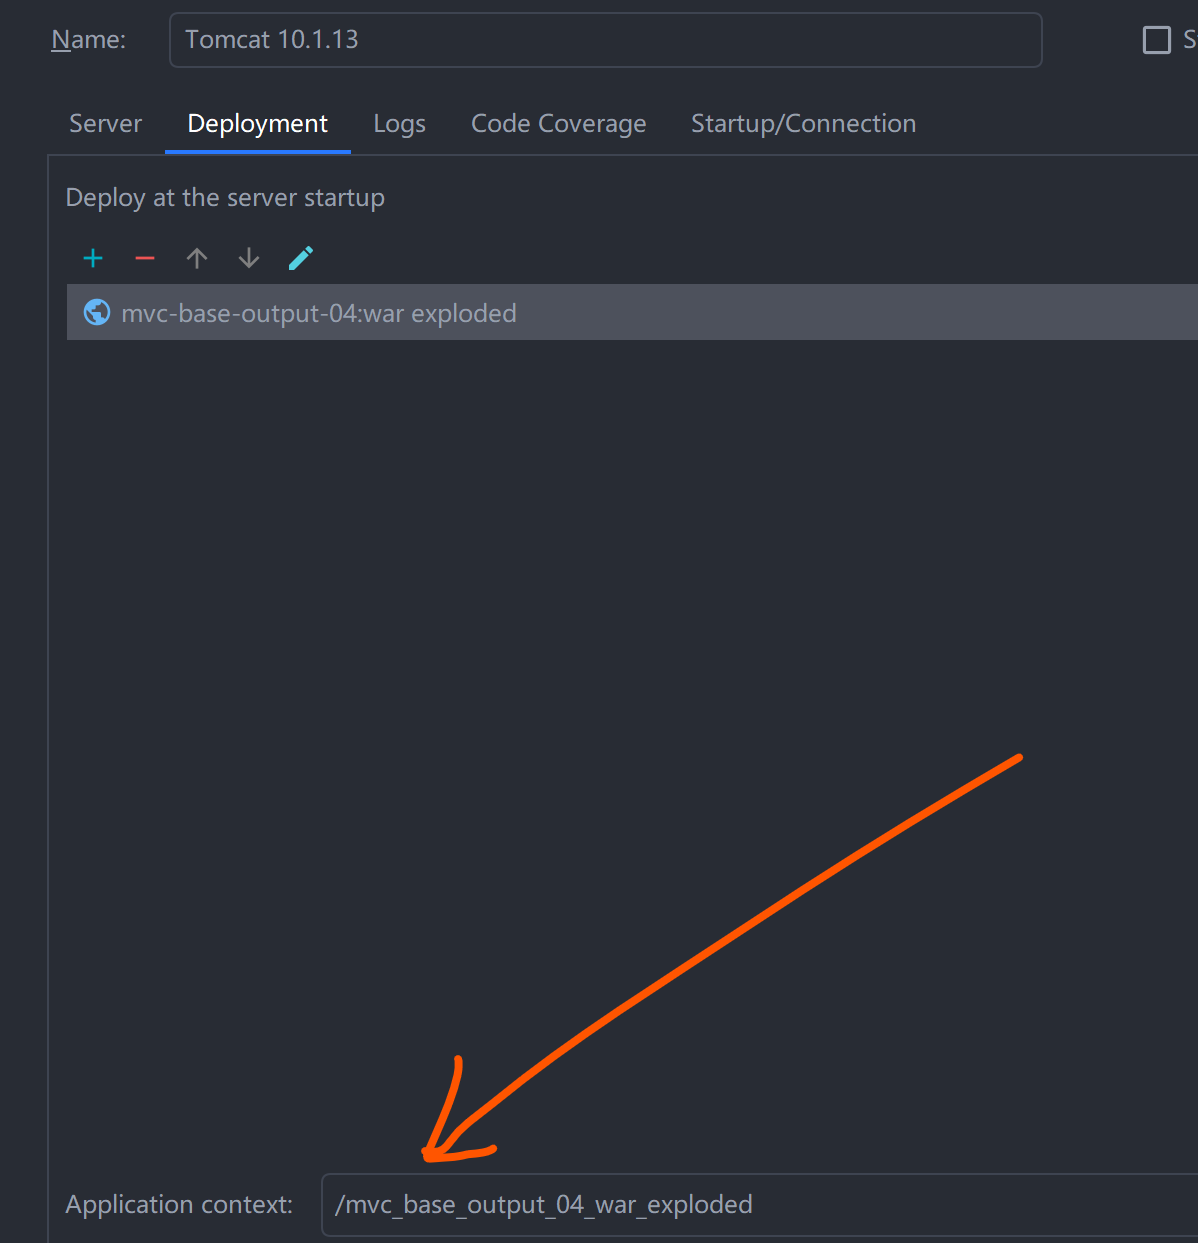 Name: Tomcat 10.1.13 S
Server Deployment Logs Code Coverage Startup/Connection
Deploy at the server startup
mvc-base-output-04:war exploded
Application context: /mvc_base_output_04_war_exploded